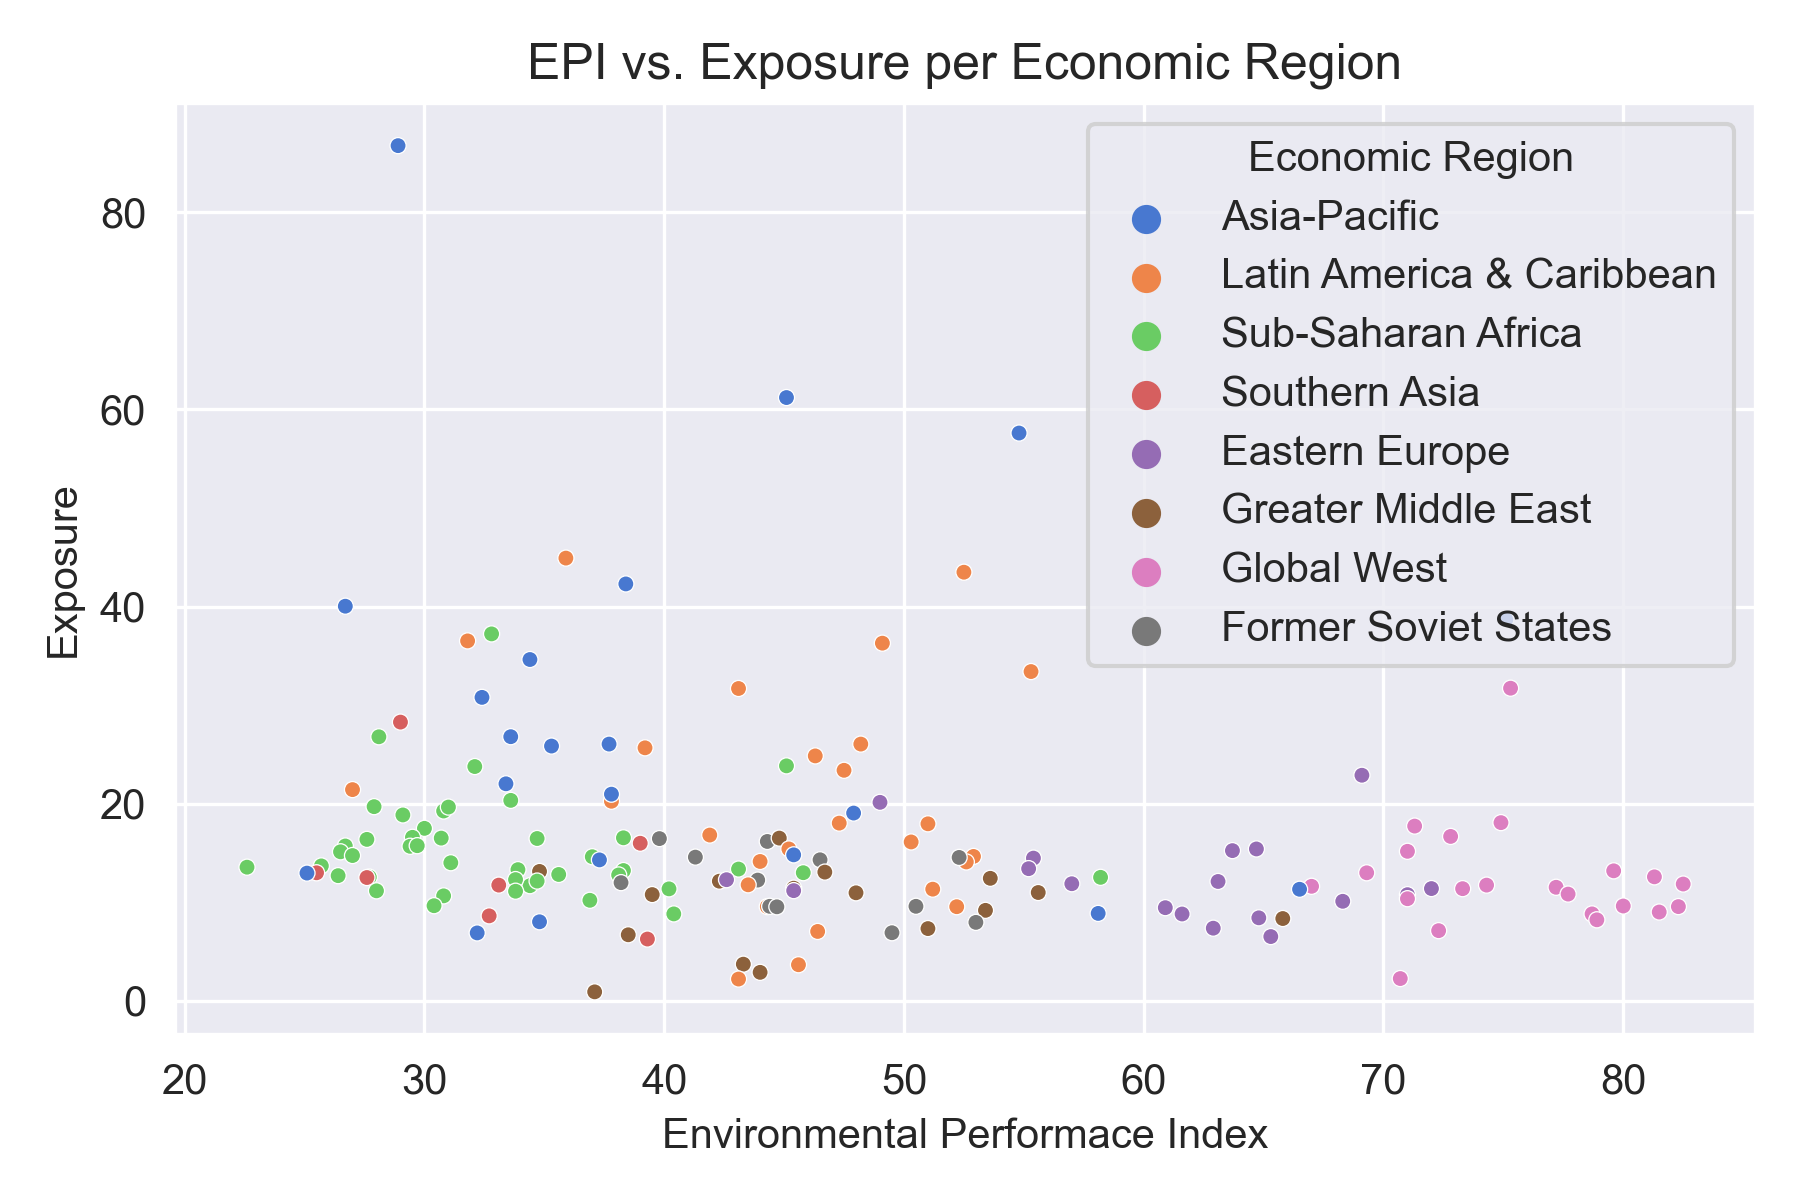 EPI vs. Exposure per Economic Region
Economic Region
Asia-Pacific
Latin America & Caribbean
Sub-Saharan Africa
Southern Asia
Eastern Europe
Greater Middle East
Global West
Former Soviet States
80
60
40
20
0
Exposure
20 30 40 50 60 70 80
Environmental Performace Index